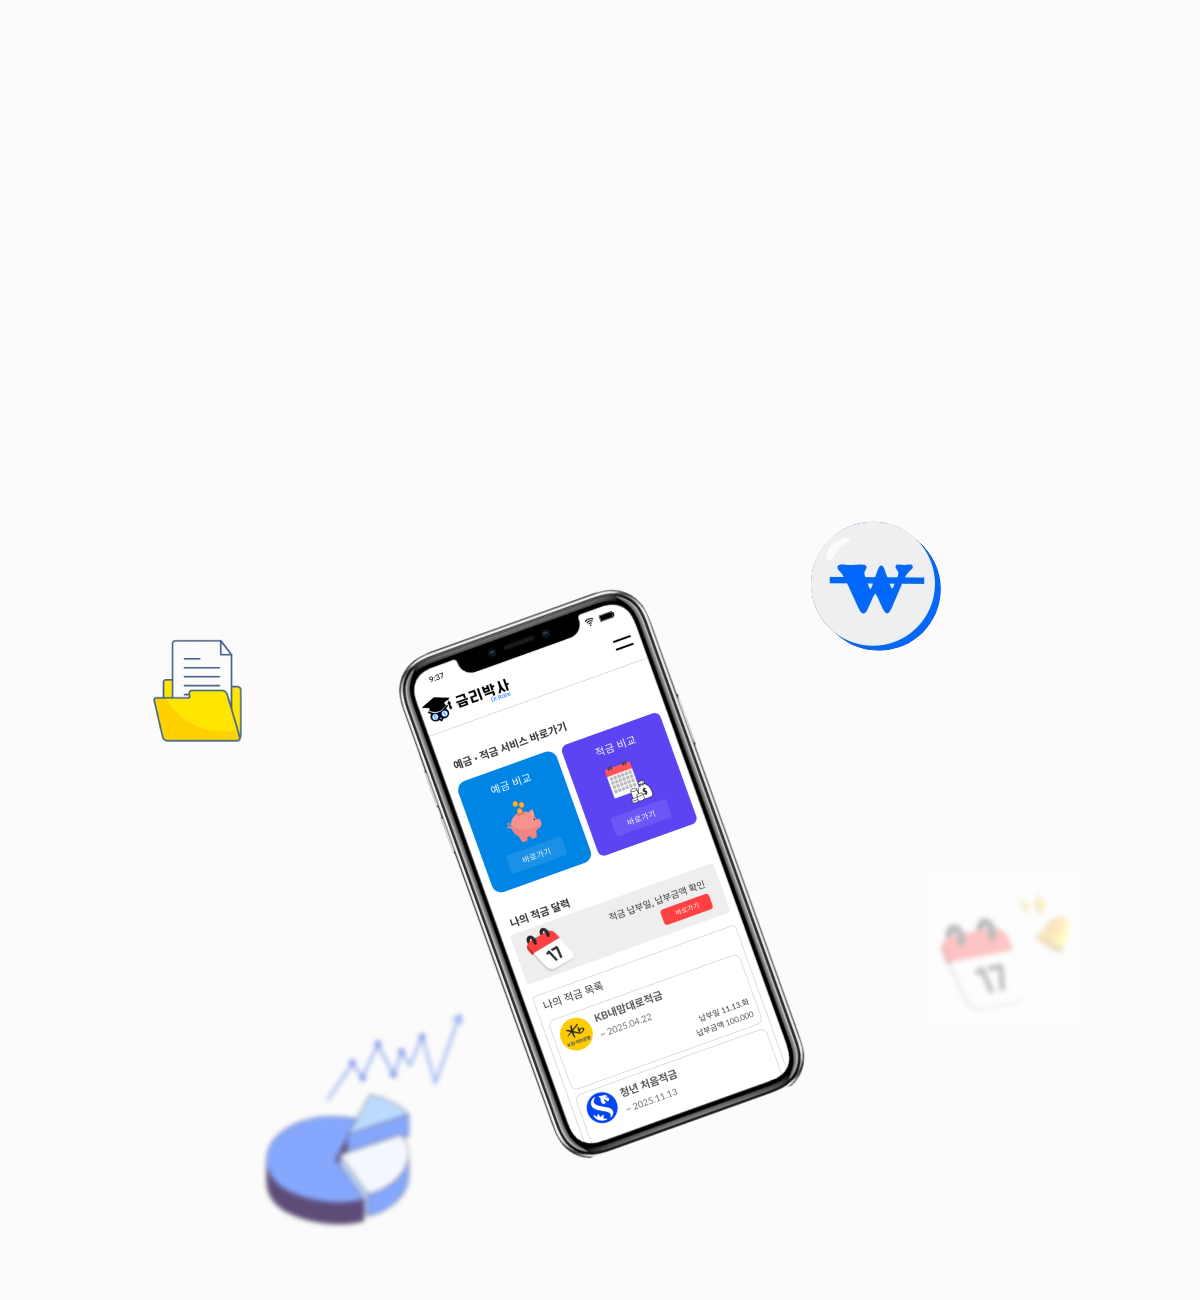 9:37
금리박사
Dr.Rate
예금 · 적금 서비스 바로가기
예금 비교
바로가기
적금 비교
바로가기
나의 적금 달력
17
적금 납부일, 납부금액 확인
바로가기
나의 적금 목록
KB내맘대로적금
~ 2025.04.22
납부일 11.13.화
납부금액 100,000
청년 처음적금
~ 2025.11.13
W
17